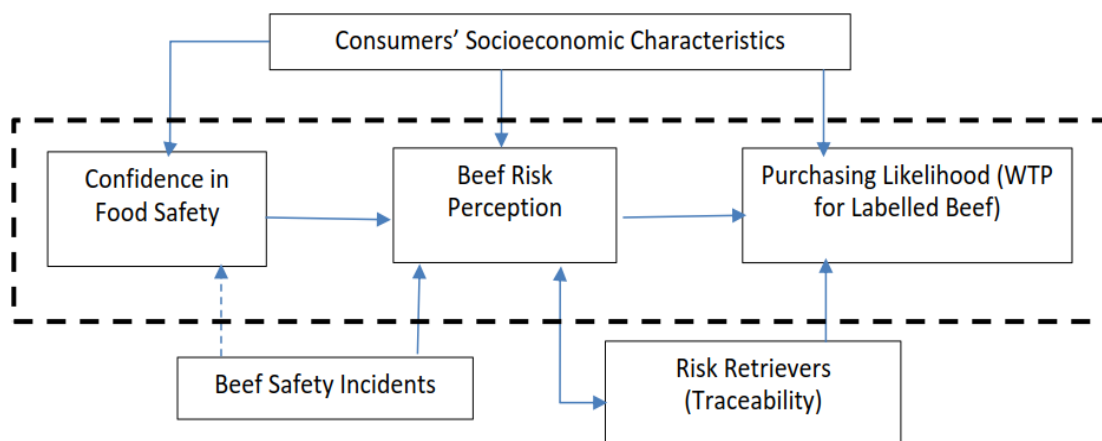 Consumers’ Socioeconomic Characteristics
Confidence in
Food Safety
Beef Risk
Perception
Purchasing Likelihood (WTP
for Labelled Beef)
Beef Safety Incidents
Risk Retrievers
(Traceability)